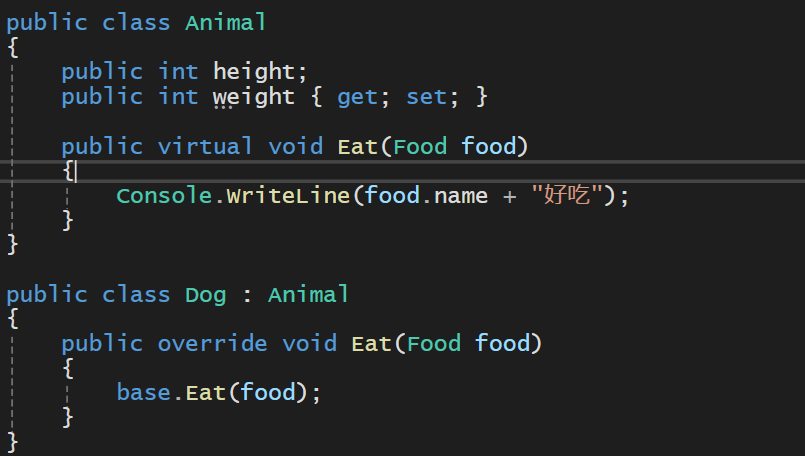 public class Animal
{
    public int height;
    public int weight { get; set; }

    public virtual void Eat(Food food)
    {
        Console.WriteLine(food.name + "好吃");
    }
}

public class Dog : Animal
{
    public override void Eat(Food food)
    {
        base.Eat(food);
    }
}